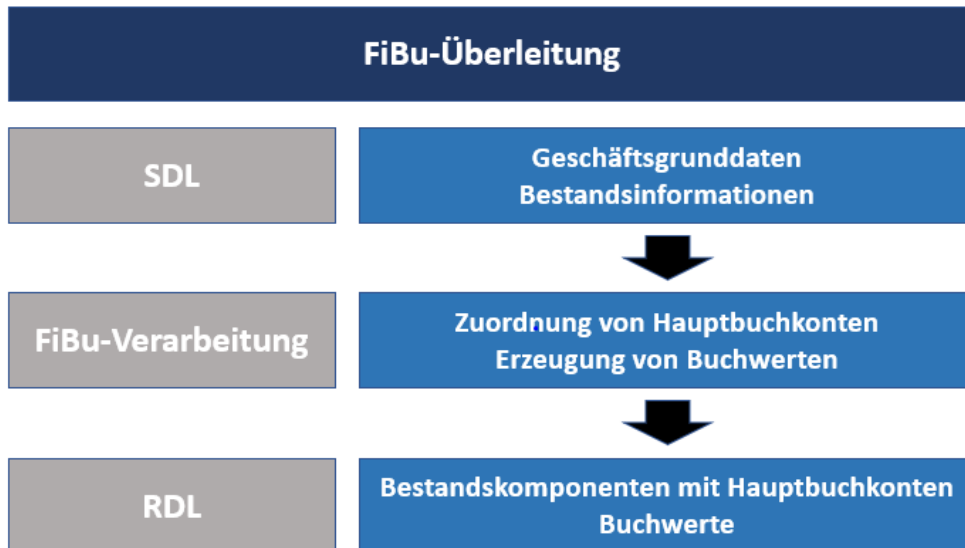 FiBu-Überleitung
SDL
Geschäftsgrunddaten
Bestandsinformationen
FiBu-Verarbeitung
Zuordnung von Hauptbuchkonten
Erzeugung von Buchwerten
RDL
Bestandskomponenten mit Hauptbuchkonten
Buchwerte